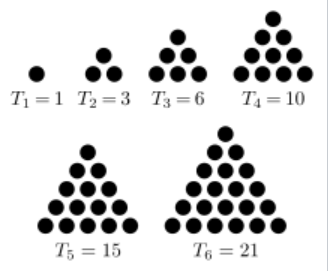 T₁ = 1 T₂ = 3 T₃ = 6 T₄ = 10
T₅ = 15 T₆ = 21